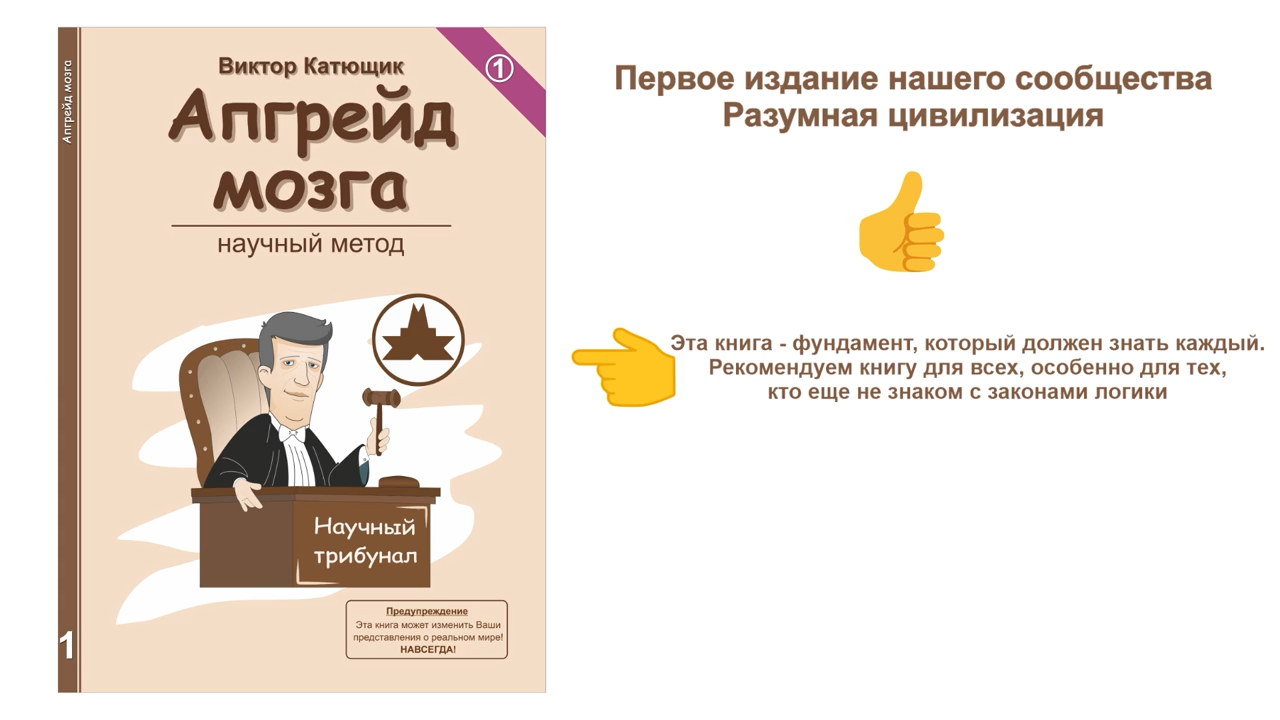 Апгрейд мозга
1
Виктор Катющик
1
Апгрейд
мозга
научный метод
Научный
трибунал
Предупреждение
Эта книга может изменить Ваши
представления о реальном мире!
НАВСЕГДА!
Первое издание нашего сообщества
Разумная цивилизация
Эта книга - фундамент, который должен знать каждый.
Рекомендуем книгу для всех, особенно для тех,
кто еще не знаком с законами логики